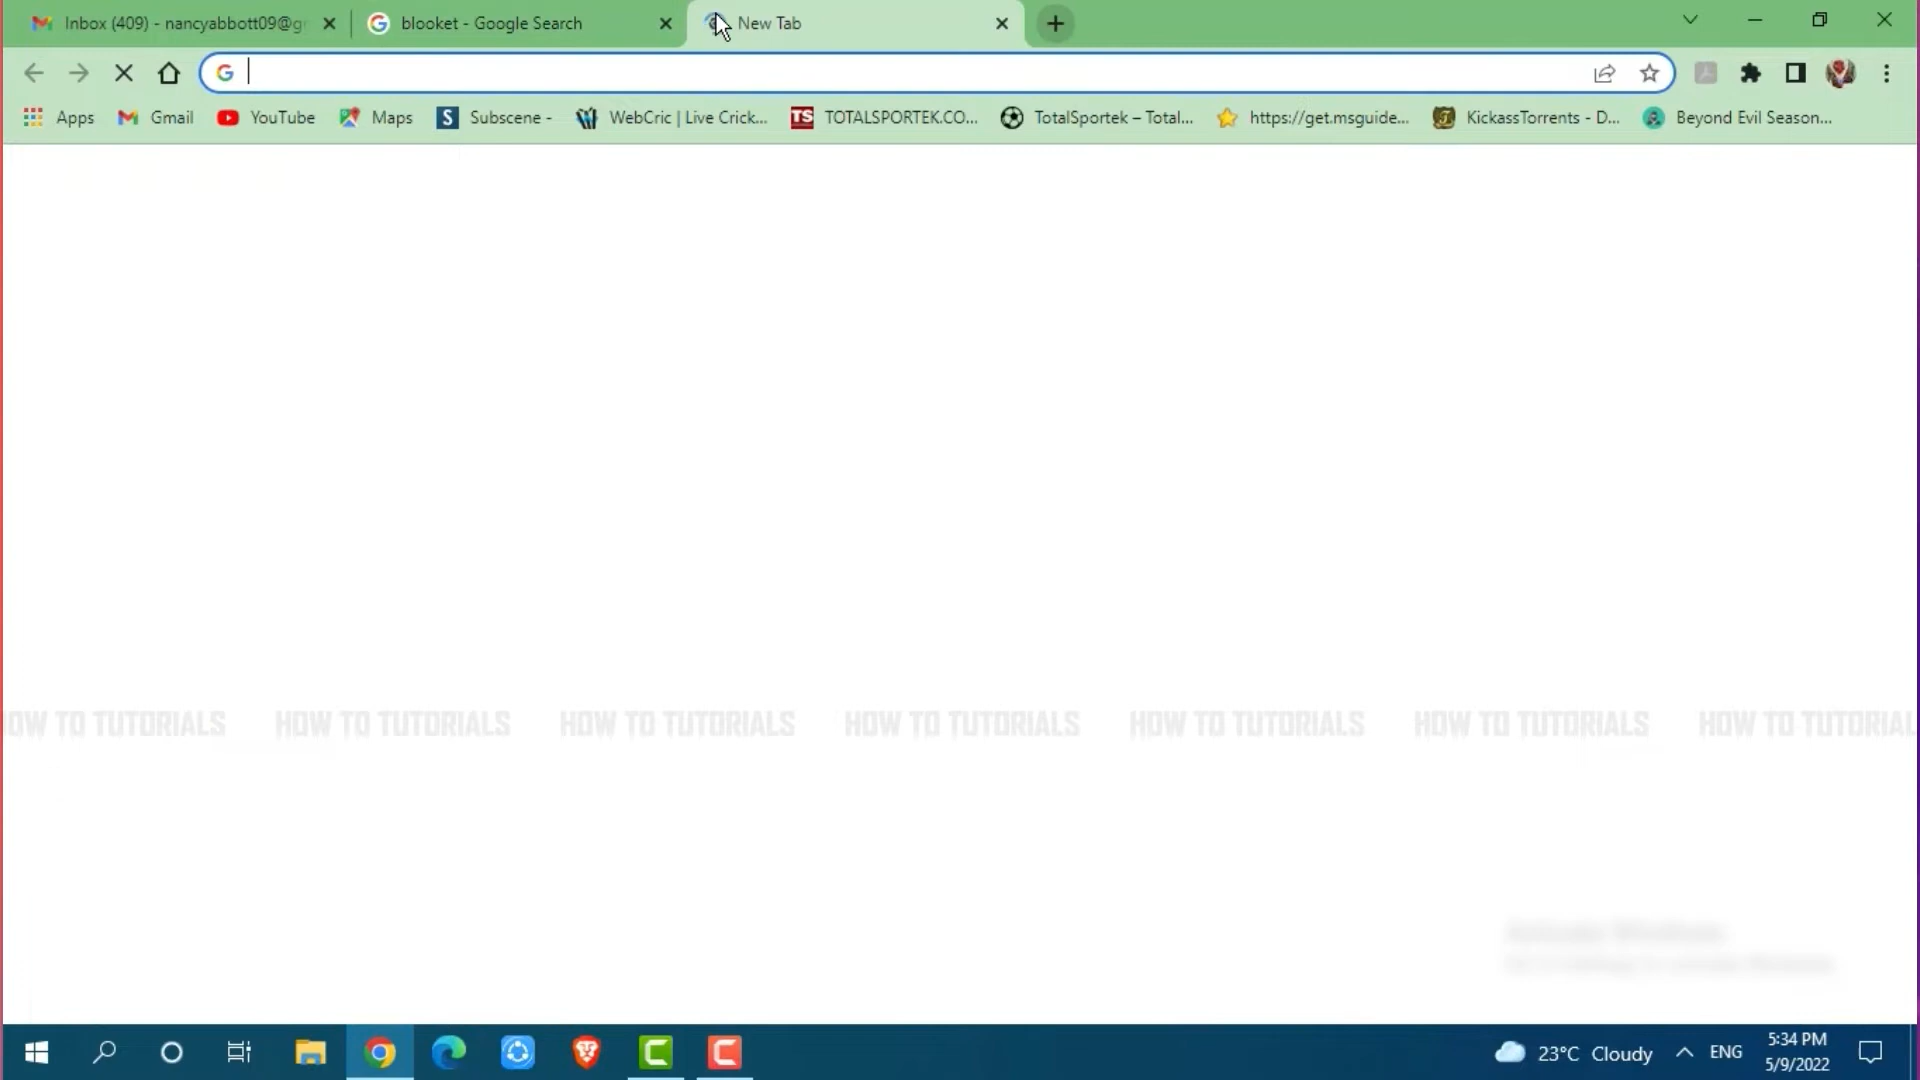 Inbox (409) - nancyabbott09@g
blooket - Google Search
New Tab
Apps
Gmail
YouTube
Maps
Subscene -
WebCric | Live Crick...
TOTALSPORTEK.CO...
TotalSportek – Total...
https://get.msguide...
KickassTorrents - D...
Beyond Evil Season...
OW TO TUTORIALS HOW TO TUTORIALS HOW TO TUTORIALS HOW TO TUTORIALS HOW TO TUTORIALS HOW TO TUTORIALS HOW TO TUTORIAL
23°C Cloudy
ENG
5:34 PM
5/9/2022